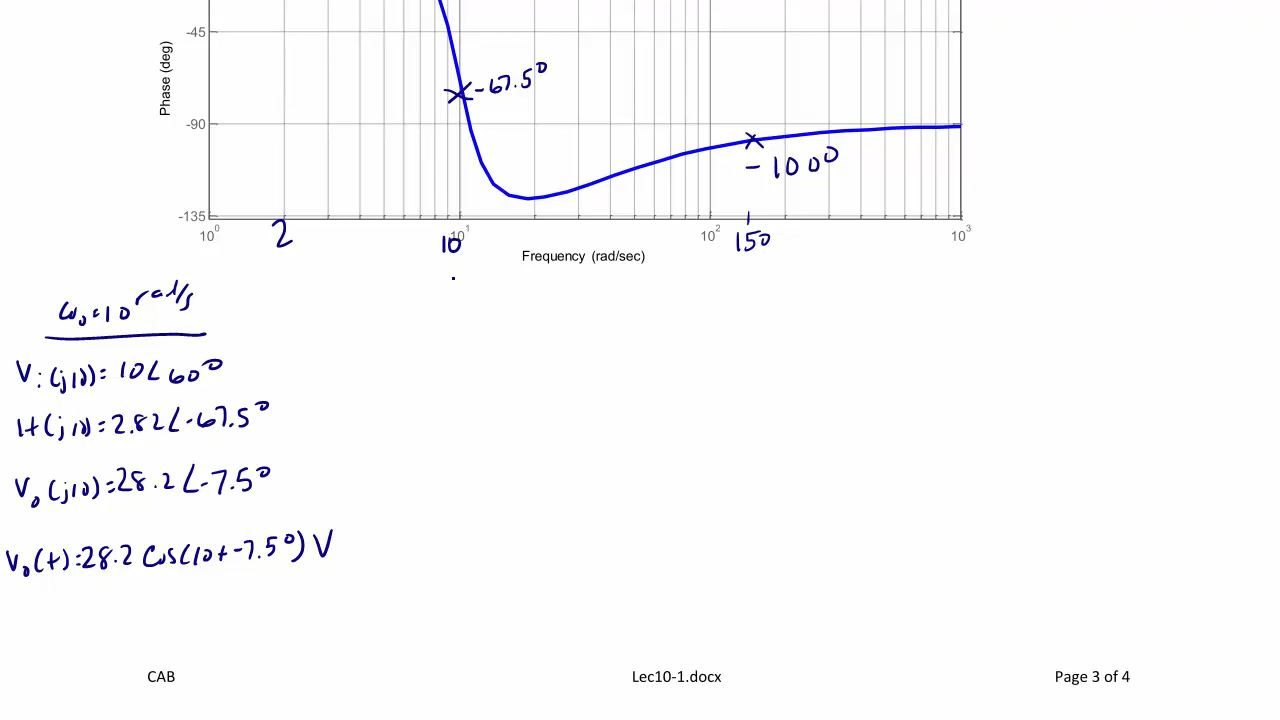 -45
Phase (deg)
-67.5°
-90
-100°
-135
10^0
2
10
10^1
10^2
150
10^3
Frequency (rad/sec)
ω₀=10 rad/s
Vi(j10)=10∠60°
H(j10)=2.82∠-67.5°
Vo(j10)=28.2∠-7.5°
Vo(t)=28.2 Cos(10t-7.5°) V
CAB
Lec10-1.docx
Page 3 of 4